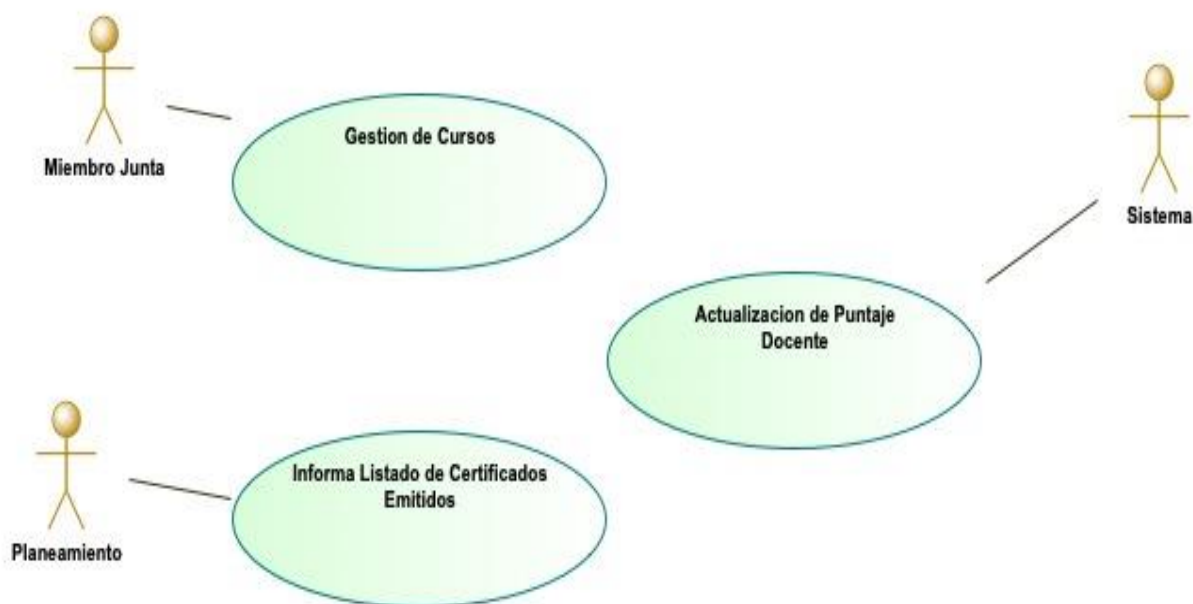 Gestion de Cursos
Miembro Junta
Sistema
Actualizacion de Puntaje
Docente
Informa Listado de Certificados
Emitidos
Planeamiento